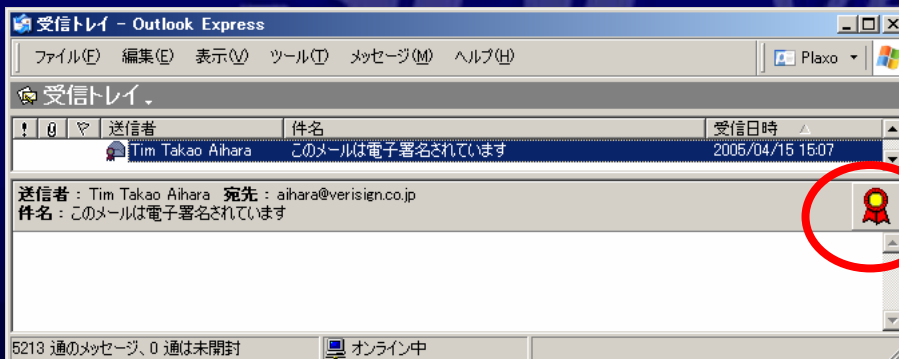 受信トレイ - Outlook Express
ファイル(F) 編集(E) 表示(V) ツール(T) メッセージ(M) ヘルプ(H) Plaxo
受信トレイ
! 送信者 件名 受信日時
Tim Takao Aihara このメールは電子署名されています 2005/04/15 15:07
送信者：Tim Takao Aihara 宛先：aihara@verisign.co.jp
件名：このメールは電子署名されています
5213 通のメッセージ、0 通は未開封 オンライン中